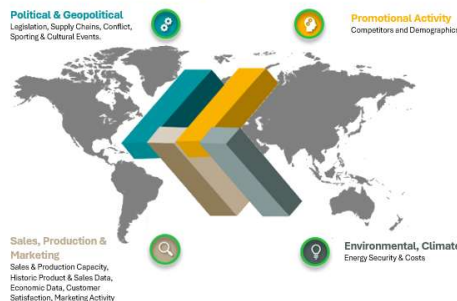 Political & Geopolitical
Legislation, Supply Chains, Conflict,
Sporting & Cultural Events.
Promotional Activity
Competitors and Demographics
Sales, Production &
Marketing
Sales & Production Capacity,
Historic Product & Sales Data,
Economic Data, Customer
Satisfaction, Marketing Activity
Environmental, Climate
Energy Security & Costs